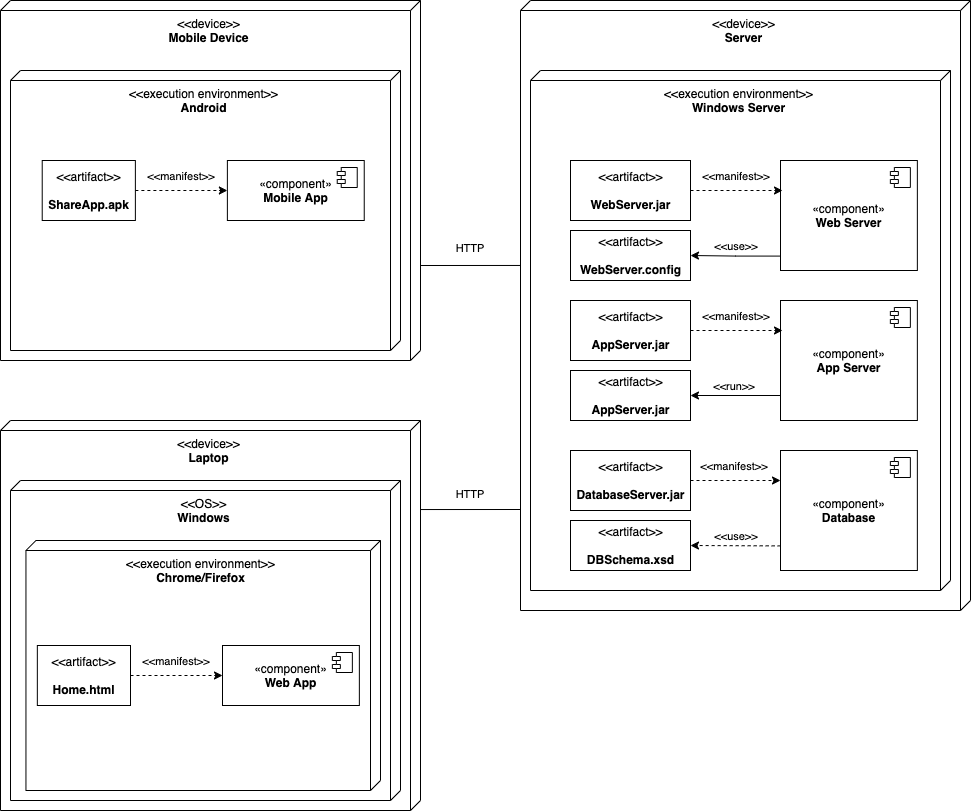 <<device>>
Mobile Device
<<execution environment>>
Android
<<artifact>>
ShareApp.apk
<<manifest>>
«component»
Mobile App
HTTP
<<device>>
Server
<<execution environment>>
Windows Server
<<artifact>>
WebServer.jar
<<manifest>>
«component»
Web Server
<<artifact>>
WebServer.config
<<use>>
<<artifact>>
AppServer.jar
<<manifest>>
«component»
App Server
<<artifact>>
AppServer.jar
<<run>>
<<artifact>>
DatabaseServer.jar
<<manifest>>
«component»
Database
<<artifact>>
DBSchema.xsd
<<use>>
<<device>>
Laptop
<<OS>>
Windows
<<execution environment>>
Chrome/Firefox
<<artifact>>
Home.html
<<manifest>>
«component»
Web App
HTTP